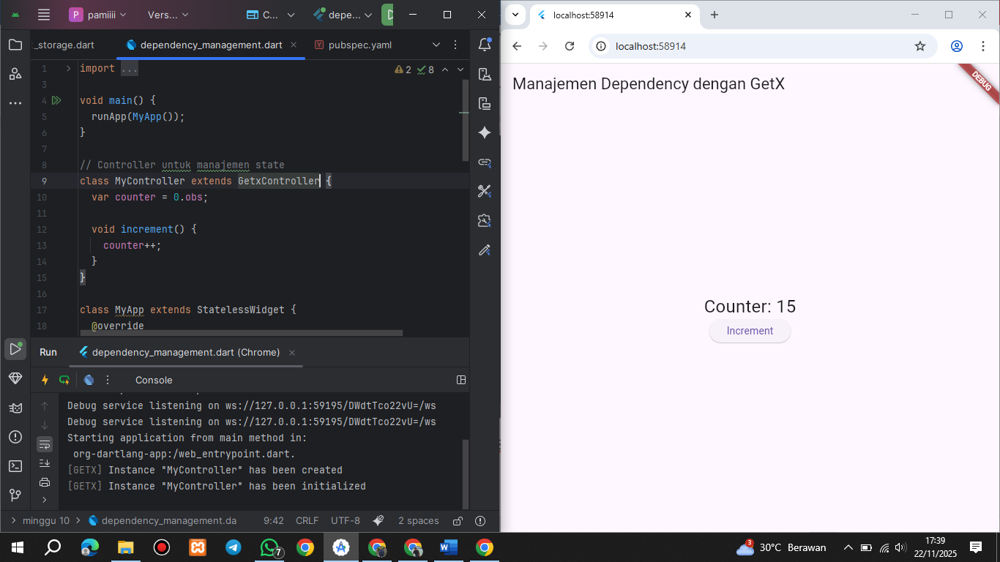 P pamiiii Vers... C... depe...
_storage.dart dependency_management.dart pubspec.yaml
2 8
1 import ...
3
4 void main() {
5 runApp(MyApp());
6 }
7
8 // Controller untuk manajemen state
9 class MyController extends GetxController {
10 var counter = 0.obs;
11
12 void increment() {
13 counter++;
14 }
15 }
16
17 class MyApp extends StatelessWidget {
18 @override
Run dependency_management.dart (Chrome)
Console
Debug service listening on ws://127.0.0.1:59195/DWdtTco22vU=/ws
Debug service listening on ws://127.0.0.1:59195/DWdtTco22vU=/ws
Starting application from main method in:
org-dartlang-app:/web_entrypoint.dart.
[GETX] Instance "MyController" has been created
[GETX] Instance "MyController" has been initialized
minggu 10 dependency_management.da 9:42 CRLF UTF-8 2 spaces
localhost:58914
localhost:58914
Manajemen Dependency dengan GetX
DEBUG
Counter: 15
Increment
7
3
30°C Berawan
17:39
22/11/2025